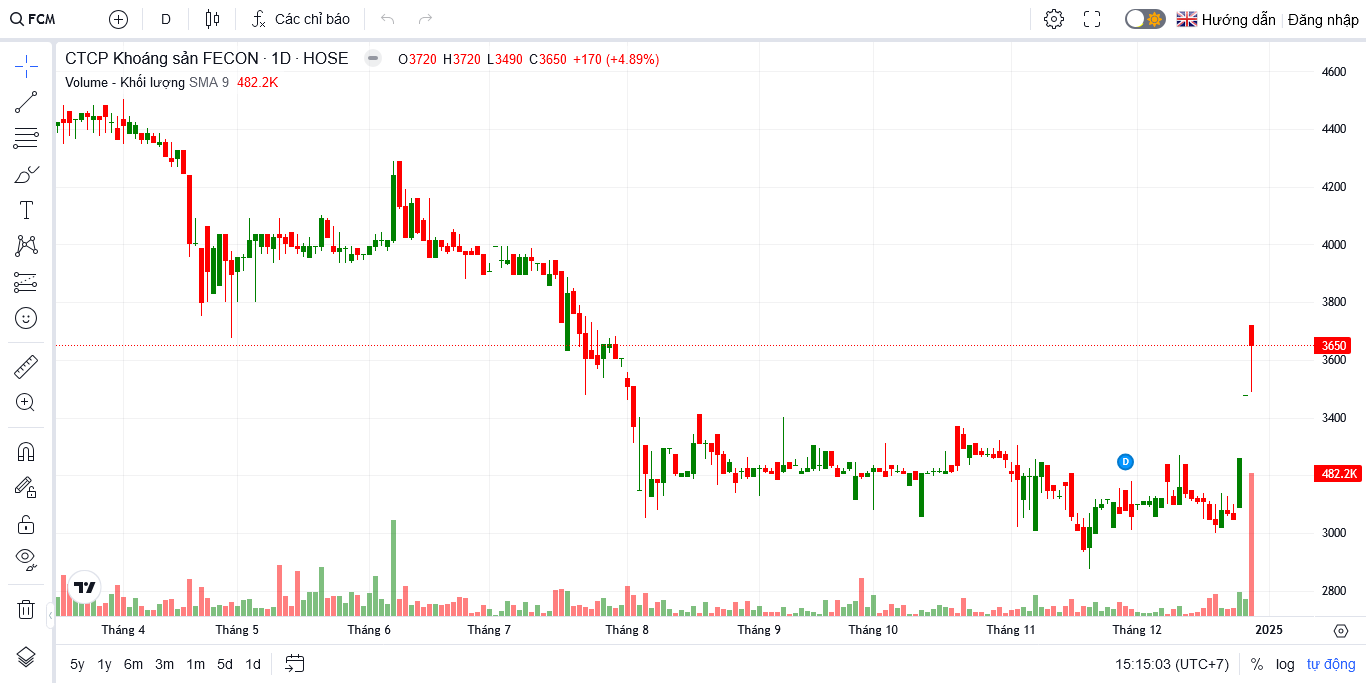 FCM
D
Các chỉ báo
Hướng dẫn
Đăng nhập
CTCP Khoáng sản FECON · 1D · HOSE
O3720 H3720 L3490 C3650 +170 (+4.89%)
Volume - Khối lượng SMA 9 482.2K
4600
4400
4200
4000
3800
3650
3600
3400
482.2K
3000
2800
D
Tháng 4
Tháng 5
Tháng 6
Tháng 7
Tháng 8
Tháng 9
Tháng 10
Tháng 11
Tháng 12
2025
5y 1y 6m 3m 1m 5d 1d
15:15:03 (UTC+7)
% log tự động